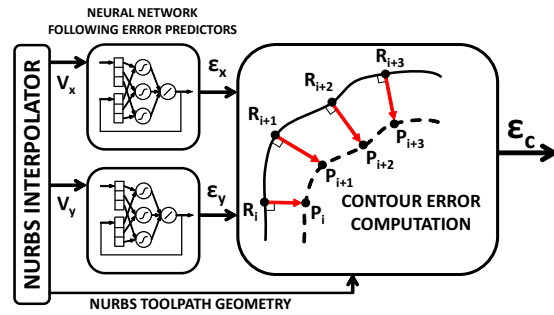 NEURAL NETWORK
FOLLOWING ERROR PREDICTORS
NURBS INTERPOLATOR
Vx
εx
Vy
εy
Ri
Ri+1
Ri+2
Ri+3
Pi
Pi+1
Pi+2
Pi+3
CONTOUR ERROR
COMPUTATION
εc
NURBS TOOLPATH GEOMETRY